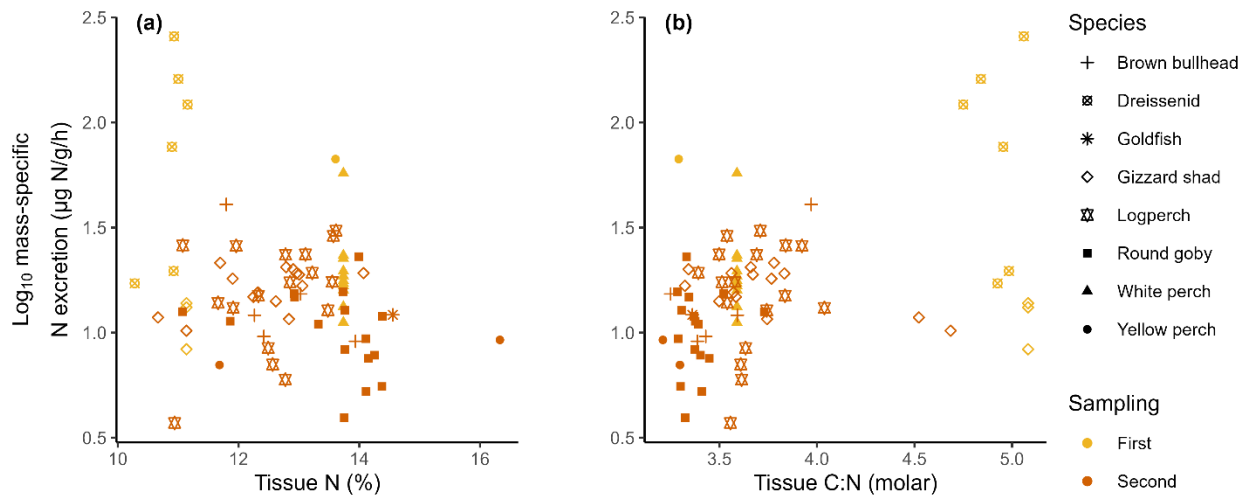 (a)
(b)
Log10 mass-specific
N excretion (µg N/g/h)
2.5
2.0
1.5
1.0
0.5
10
12
14
16
Tissue N (%)
2.5
2.0
1.5
1.0
0.5
3.5
4.0
4.5
5.0
Tissue C:N (molar)
Species
Brown bullhead
Dreissenid
Goldfish
Gizzard shad
Logperch
Round goby
White perch
Yellow perch
Sampling
First
Second